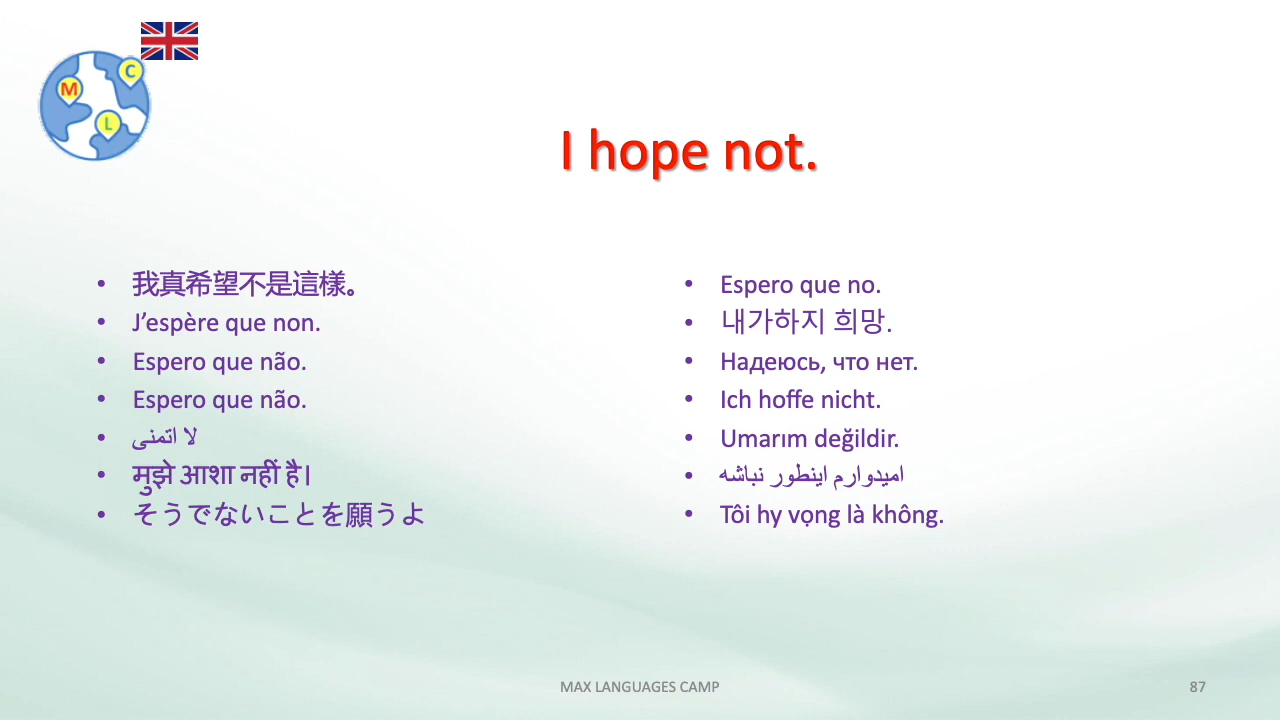 C
M
L
I hope not.
• 我真希望不是這樣。
• J’espère que non.
• Espero que não.
• Espero que não.
• لا اتمنى
• मुझे आशा नहीं है।
• そうでないことを願うよ
• Espero que no.
• 내가하지 희망.
• Надеюсь, что нет.
• Ich hoffe nicht.
• Umarım değildir.
• امیدوارم اینطور نباشه
• Tôi hy vọng là không.
MAX LANGUAGES CAMP
87